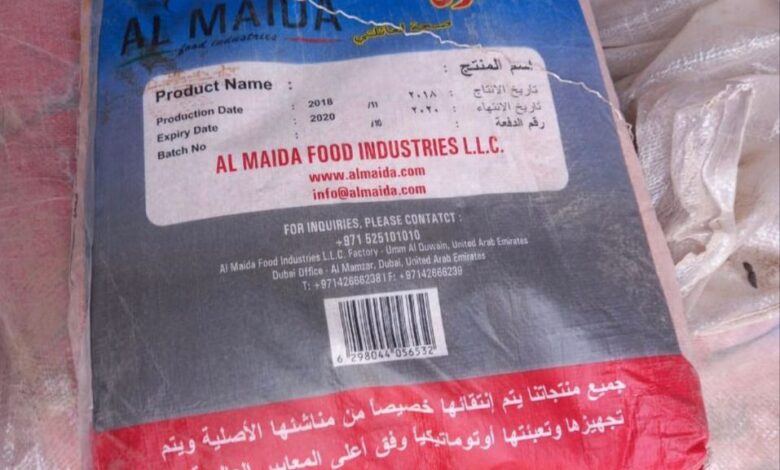 AL MAIDA
food industries
صحة اختاتلي
Product Name :
اسم المنتج :
Production Date : 2018 /11 ٢٠١٨ تاريخ الانتاج :
Expiry Date : 2020 /10 ٢٠٢٠ تاريخ الانتهاء :
Batch No رقم الدفعة :
AL MAIDA FOOD INDUSTRIES L.L.C.
www.almaida.com
info@almaida.com
FOR INQUIRIES, PLEASE CONTATCT :
+971 525101010
Al Maida Food Industries L.L.C. Factory - Umm Al Quwain, United Arab Emirates
Dubai Office - Al Mamzar, Dubai, United Arab Emirates
T: +97142666238 I F: +97142666239
6 298044 056532
جميع منتجاتنا يتم إنتقائها خصيصاً من مناشئها الأصلية ويتم
تجهيزها وتعبئتها أوتوماتيكياً وفق أعلى المعايير